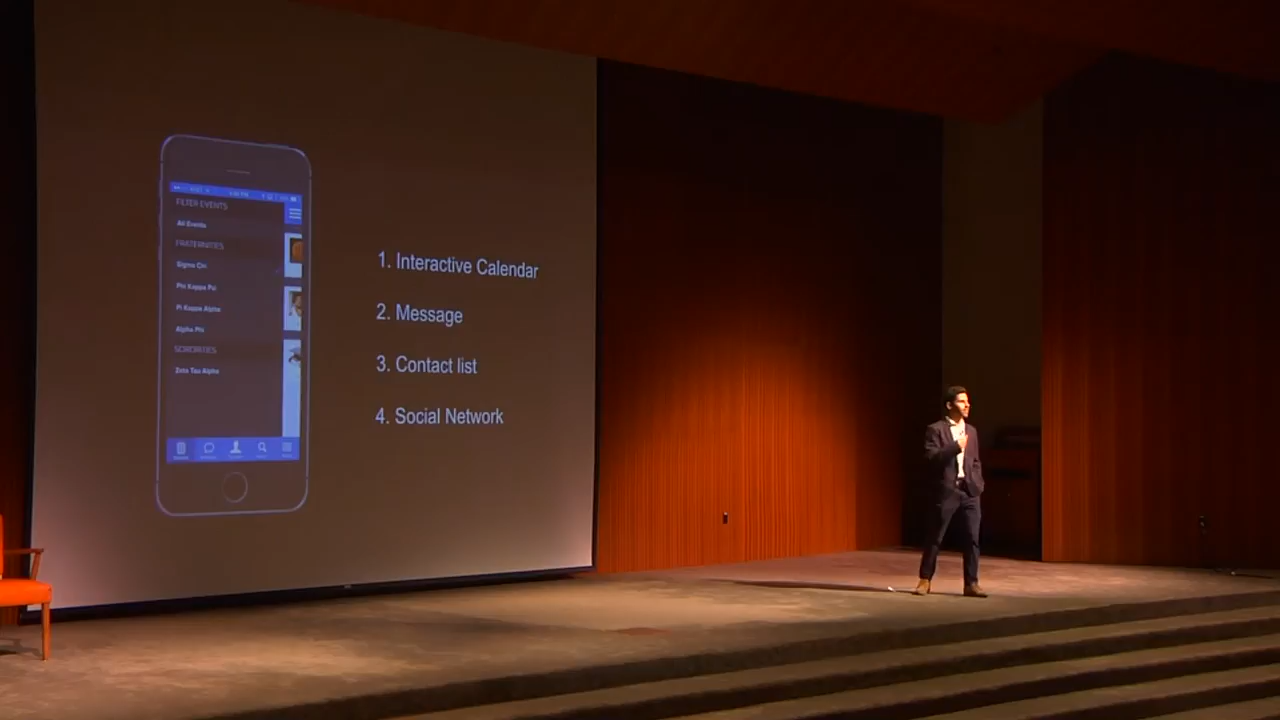 FILTER EVENTS
All Events
FRATERNITIES
Sigma Chi
Phi Kappa Psi
Pi Kappa Alpha
Alpha Phi
SORORITIES
Zeta Tau Alpha
1. Interactive Calendar
2. Message
3. Contact list
4. Social Network